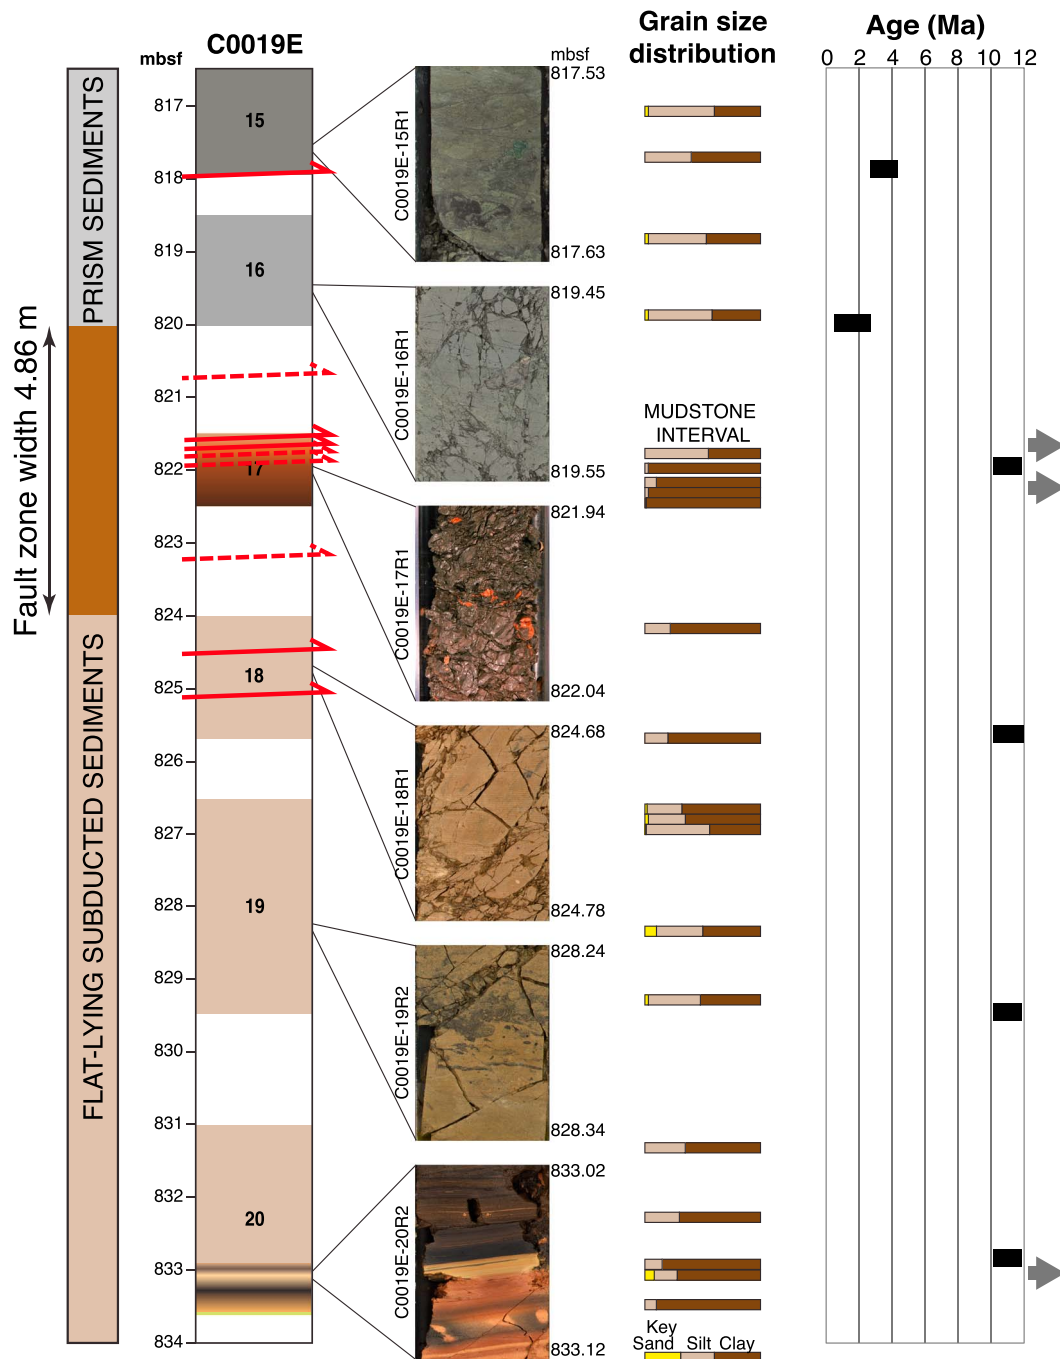 C0019E
Grain size
distribution
Age (Ma)
mbsf
mbsf
0 2 4 6 8 10 12
PRISM SEDIMENTS
Fault zone width 4.86 m
FLAT-LYING SUBDUCTED SEDIMENTS
817
818
819
820
821
822
823
824
825
826
827
828
829
830
831
832
833
834
15
16
17
18
19
20
C0019E-15R1
817.53
817.63
C0019E-16R1
819.45
819.55
C0019E-17R1
821.94
822.04
C0019E-18R1
824.68
824.78
C0019E-19R2
828.24
828.34
C0019E-20R2
833.02
833.12
MUDSTONE
INTERVAL
Key
Sand Silt Clay